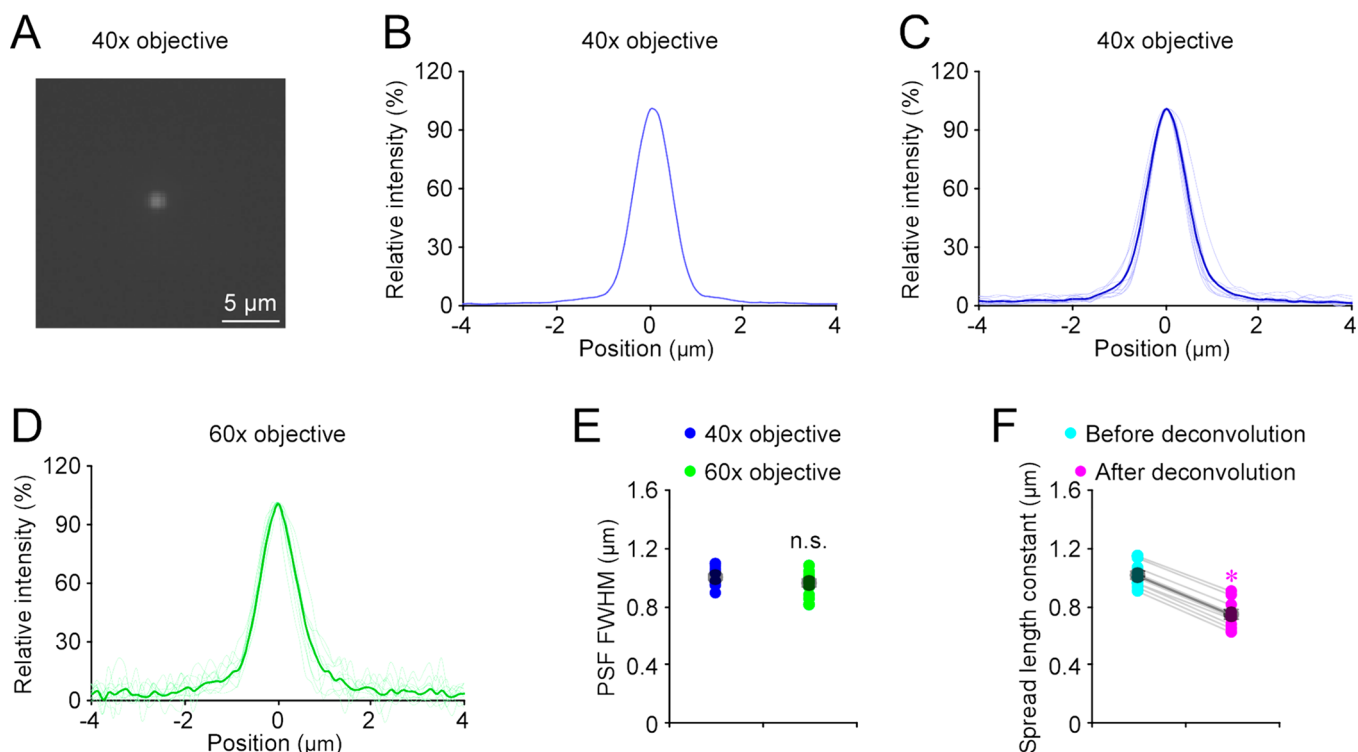 A
40x objective
5 µm
B
40x objective
Relative intensity (%)
120
90
60
30
0
-4
-2
0
2
4
Position (µm)
C
40x objective
Relative intensity (%)
120
90
60
30
0
-4
-2
0
2
4
Position (µm)
D
60x objective
Relative intensity (%)
120
90
60
30
0
-4
-2
0
2
4
Position (µm)
E
40x objective
60x objective
PSF FWHM (µm)
1.6
1.2
0.8
0.4
0
n.s.
F
Before deconvolution
After deconvolution
Spread length constant (µm)
1.6
1.2
0.8
0.4
0
*